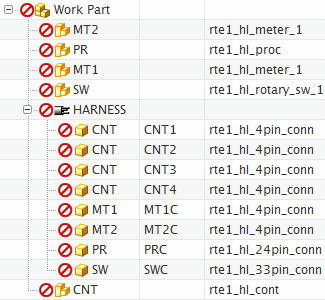 Work Part
MT2 rte1_hl_meter_1
PR rte1_hl_proc
MT1 rte1_hl_meter_1
SW rte1_hl_rotary_sw_1
HARNESS
CNT CNT1 rte1_hl_4pin_conn
CNT CNT2 rte1_hl_4pin_conn
CNT CNT3 rte1_hl_4pin_conn
CNT CNT4 rte1_hl_4pin_conn
MT1 MT1C rte1_hl_4pin_conn
MT2 MT2C rte1_hl_4pin_conn
PR PRC rte1_hl_24pin_conn
SW SWC rte1_hl_33pin_conn
CNT rte1_hl_cont